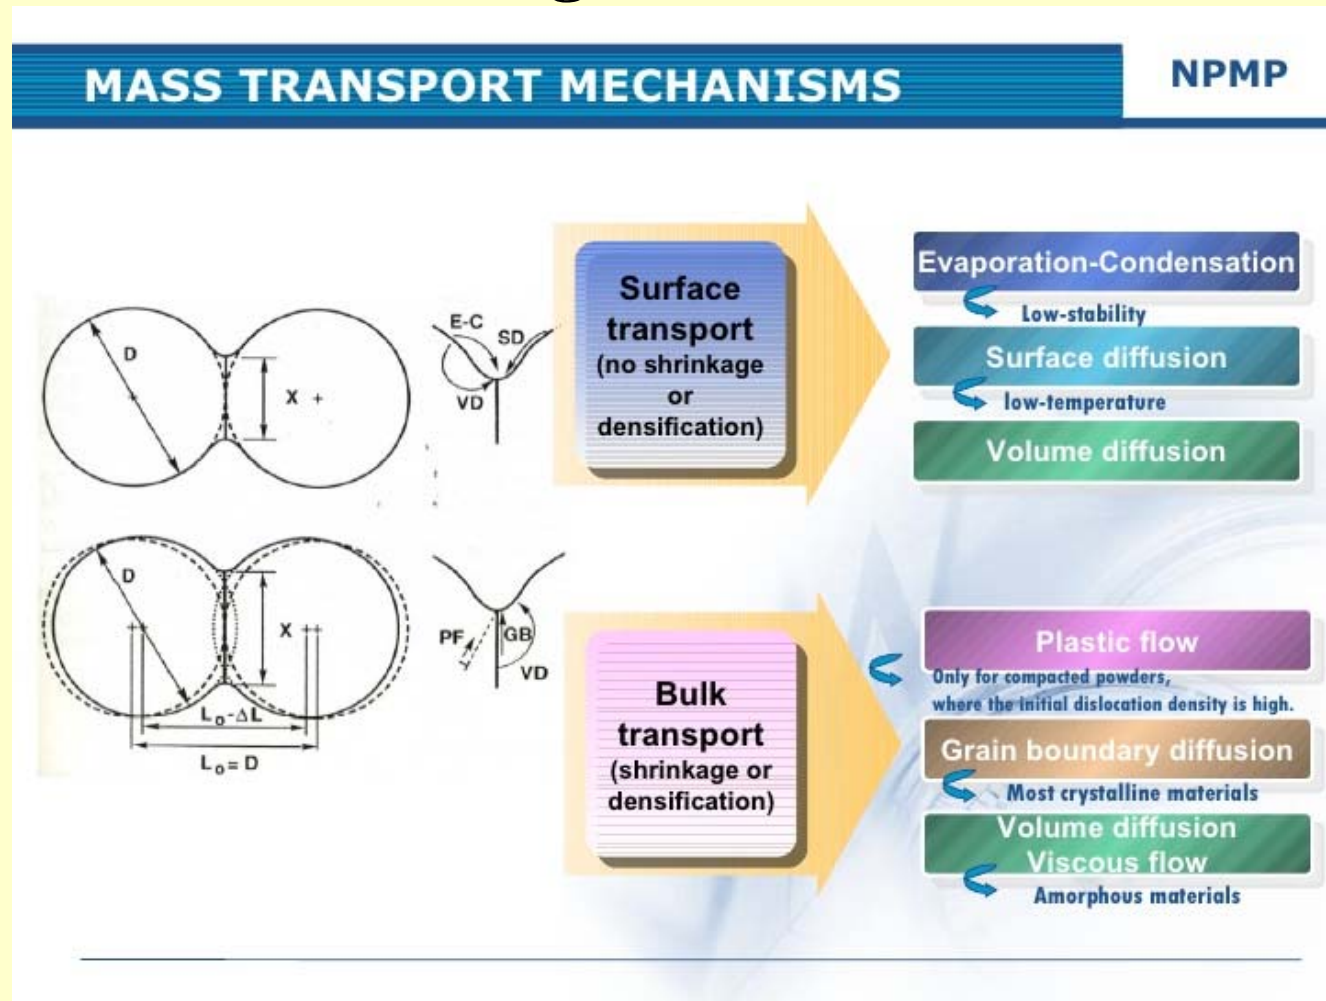 MASS TRANSPORT MECHANISMS
NPMP
D
X
E-C
SD
VD
Surface
transport
(no shrinkage
or
densification)
Evaporation-Condensation
Low-stability
Surface diffusion
low-temperature
Volume diffusion
D
X
L₀-ΔL
L₀=D
PF
GB
VD
Bulk
transport
(shrinkage or
densification)
Plastic flow
Only for compacted powders,
where the initial dislocation density is high.
Grain boundary diffusion
Most crystalline materials
Volume diffusion
Viscous flow
Amorphous materials